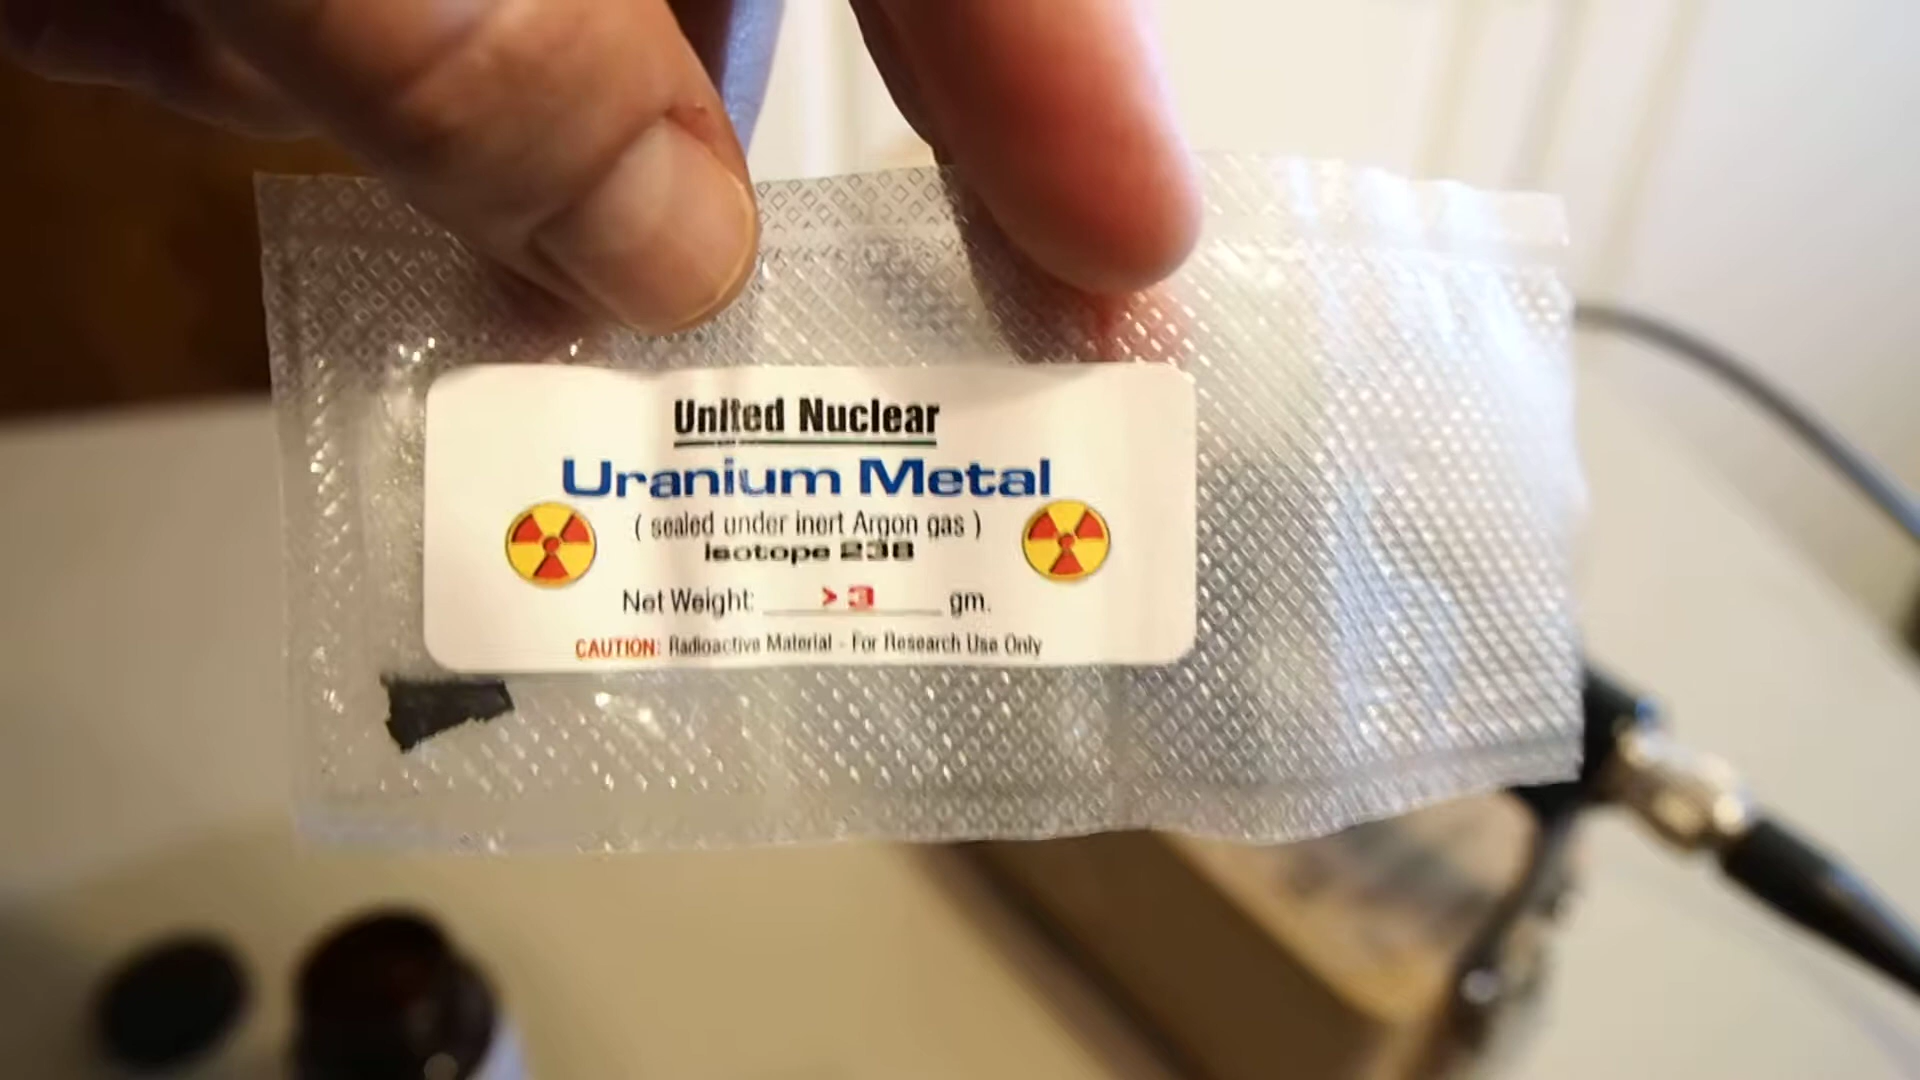 United Nuclear
Uranium Metal
( sealed under inert Argon gas )
Isotope 238
Net Weight: > 3 gm.
CAUTION: Radioactive Material - For Research Use Only